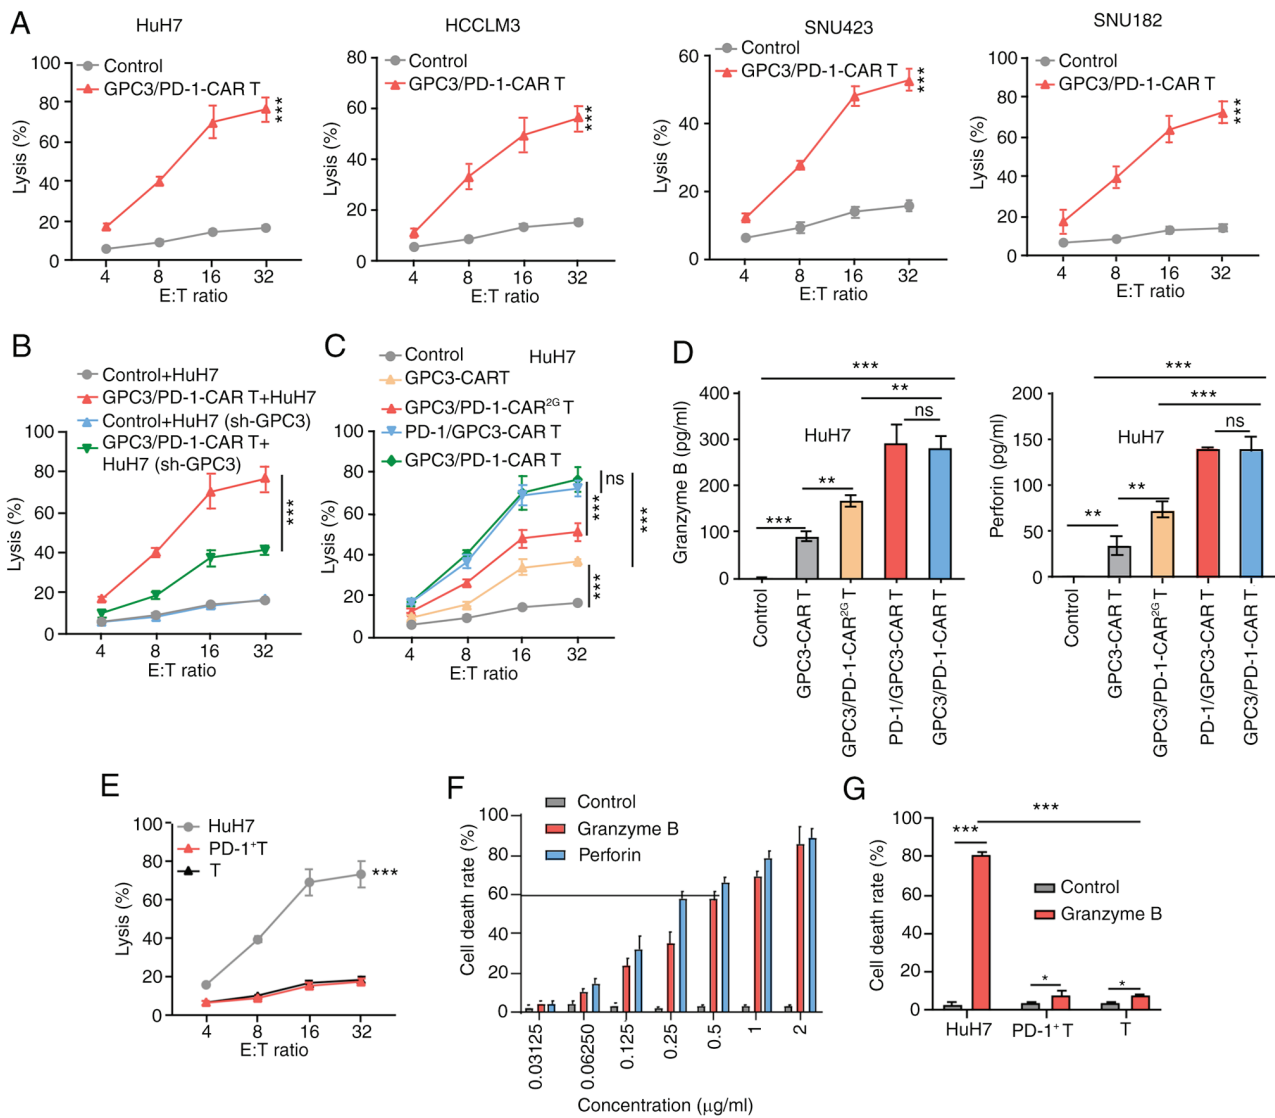 A
HuH7
Control
GPC3/PD-1-CAR T
***
Lysis (%)
100
80
60
40
20
0
4 8 16 32
E:T ratio
HCCLM3
Control
GPC3/PD-1-CAR T
***
Lysis (%)
80
60
40
20
0
4 8 16 32
E:T ratio
SNU423
Control
GPC3/PD-1-CAR T
***
Lysis (%)
60
40
20
0
4 8 16 32
E:T ratio
SNU182
Control
GPC3/PD-1-CAR T
***
Lysis (%)
100
80
60
40
20
0
4 8 16 32
E:T ratio
B
Control+HuH7
GPC3/PD-1-CAR T+HuH7
Control+HuH7 (sh-GPC3)
GPC3/PD-1-CAR T+
HuH7 (sh-GPC3)
***
Lysis (%)
100
80
60
40
20
0
4 8 16 32
E:T ratio
C
HuH7
Control
GPC3-CART
GPC3/PD-1-CAR2G T
PD-1/GPC3-CAR T
GPC3/PD-1-CAR T
ns
***
***
***
Lysis (%)
100
80
60
40
20
0
4 8 16 32
E:T ratio
D
***
**
ns
HuH7
**
***
Granzyme B (pg/ml)
400
300
200
100
0
Control
GPC3-CAR T
GPC3/PD-1-CAR2G T
PD-1/GPC3-CAR T
GPC3/PD-1-CAR T
***
***
ns
HuH7
**
**
Perforin (pg/ml)
200
150
100
50
0
Control
GPC3-CAR T
GPC3/PD-1-CAR2G T
PD-1/GPC3-CAR T
GPC3/PD-1-CAR T
E
HuH7
PD-1+T
T
***
Lysis (%)
100
80
60
40
20
0
4 8 16 32
E:T ratio
F
Control
Granzyme B
Perforin
Cell death rate (%)
100
80
60
40
20
0
0.03125
0.06250
0.125
0.25
0.5
1
2
Concentration (μg/ml)
G
***
***
Control
Granzyme B
*
*
Cell death rate (%)
100
80
60
40
20
0
HuH7 PD-1+ T T